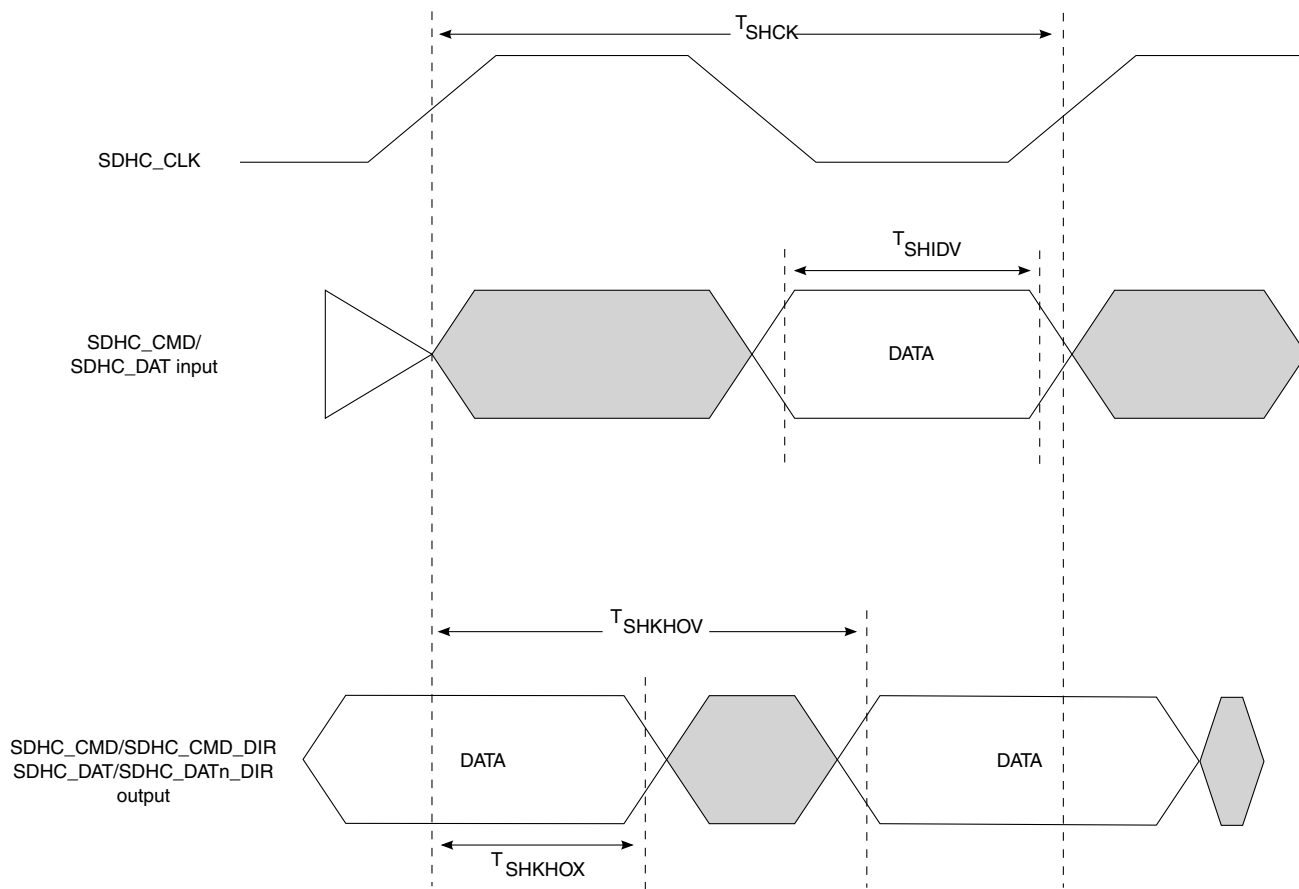 TSHCK
SDHC_CLK
TSHIDV
SDHC_CMD/
SDHC_DAT input
DATA
TSHKHOV
SDHC_CMD/SDHC_CMD_DIR
SDHC_DAT/SDHC_DATn_DIR
output
DATA
DATA
TSHKHOX